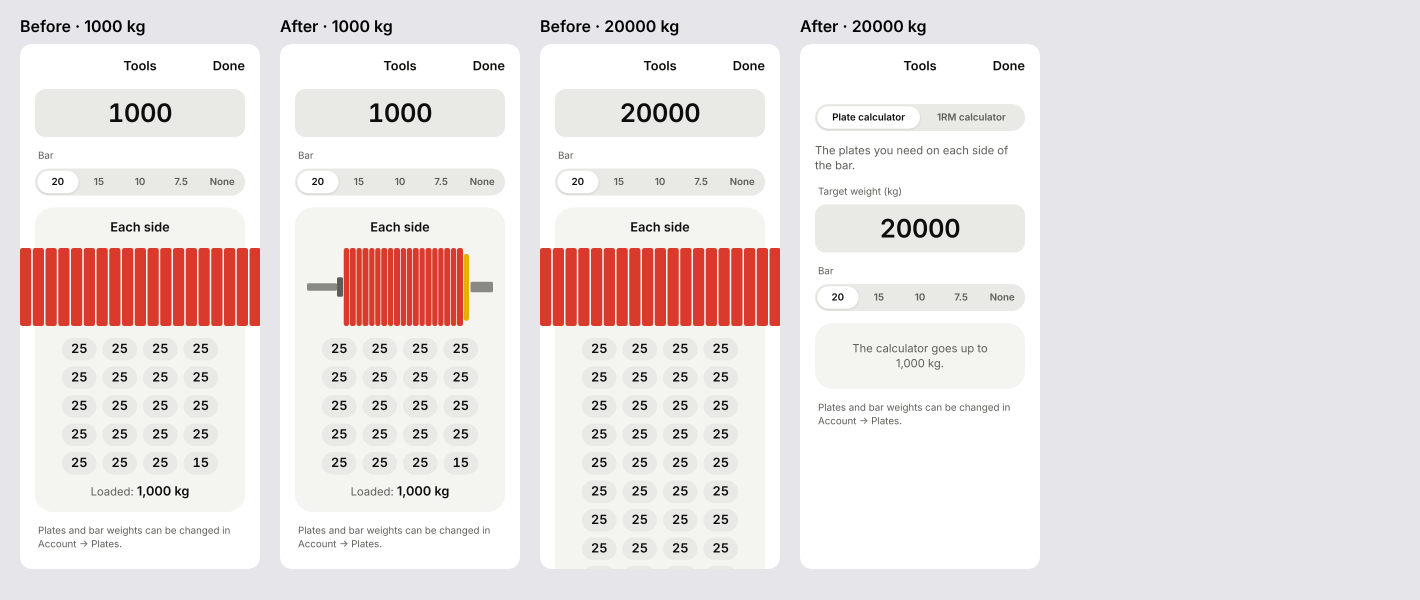 Before · 1000 kg
Tools
Done
1000
Bar
20 15 10 7.5 None
Each side
25 25 25 25
25 25 25 25
25 25 25 25
25 25 25 25
25 25 25 15
Loaded: 1,000 kg
Plates and bar weights can be changed in
Account → Plates.
After · 1000 kg
Tools
Done
1000
Bar
20 15 10 7.5 None
Each side
25 25 25 25
25 25 25 25
25 25 25 25
25 25 25 25
25 25 25 15
Loaded: 1,000 kg
Plates and bar weights can be changed in
Account → Plates.
Before · 20000 kg
Tools
Done
20000
Bar
20 15 10 7.5 None
Each side
25 25 25 25
25 25 25 25
25 25 25 25
25 25 25 25
25 25 25 25
25 25 25 25
25 25 25 25
25 25 25 25
After · 20000 kg
Tools
Done
Plate calculator 1RM calculator
The plates you need on each side of
the bar.
Target weight (kg)
20000
Bar
20 15 10 7.5 None
The calculator goes up to
1,000 kg.
Plates and bar weights can be changed in
Account → Plates.